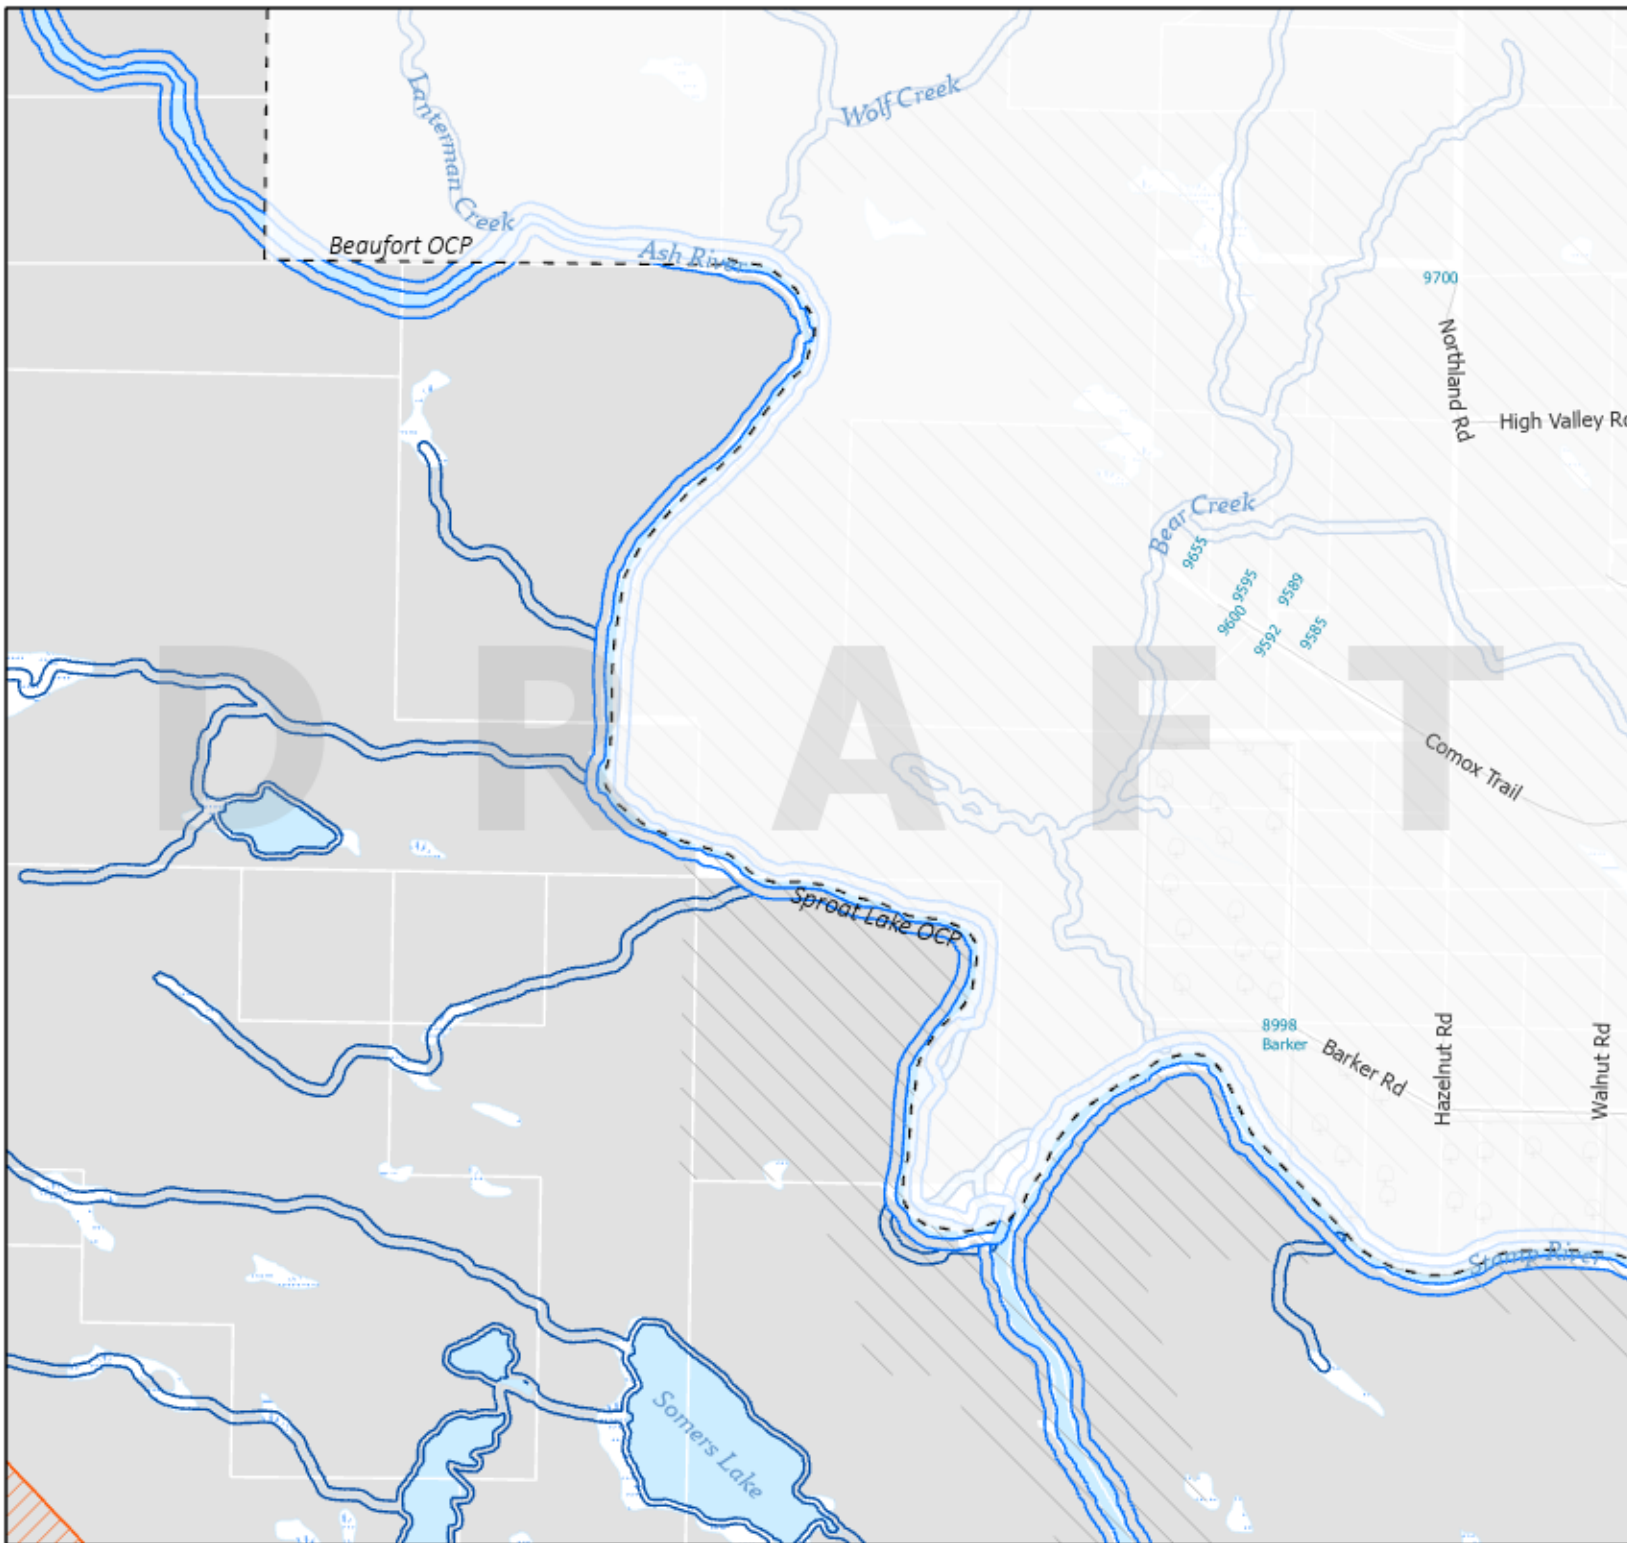 Lanterman Creek
Wolf Creek
Beaufort OCP
Ash River
9700
Northland Rd
High Valley Rd
Bear Creek
9655
9595
9589
9600
9592
9585
DRAFT
Comox Trail
Sproat Lake OCP
8998
Barker
Barker Rd
Hazelnut Rd
Walnut Rd
Stamp River
Somers Lake